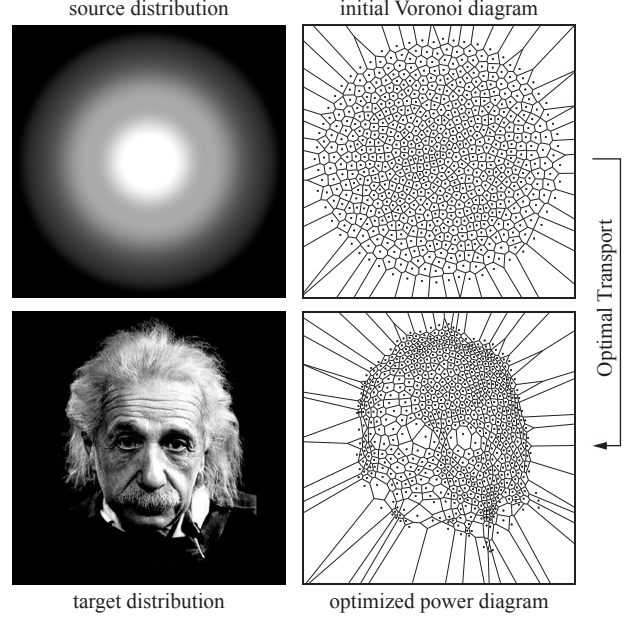 source distribution
initial Voronoi diagram
Optimal Transport
target distribution
optimized power diagram